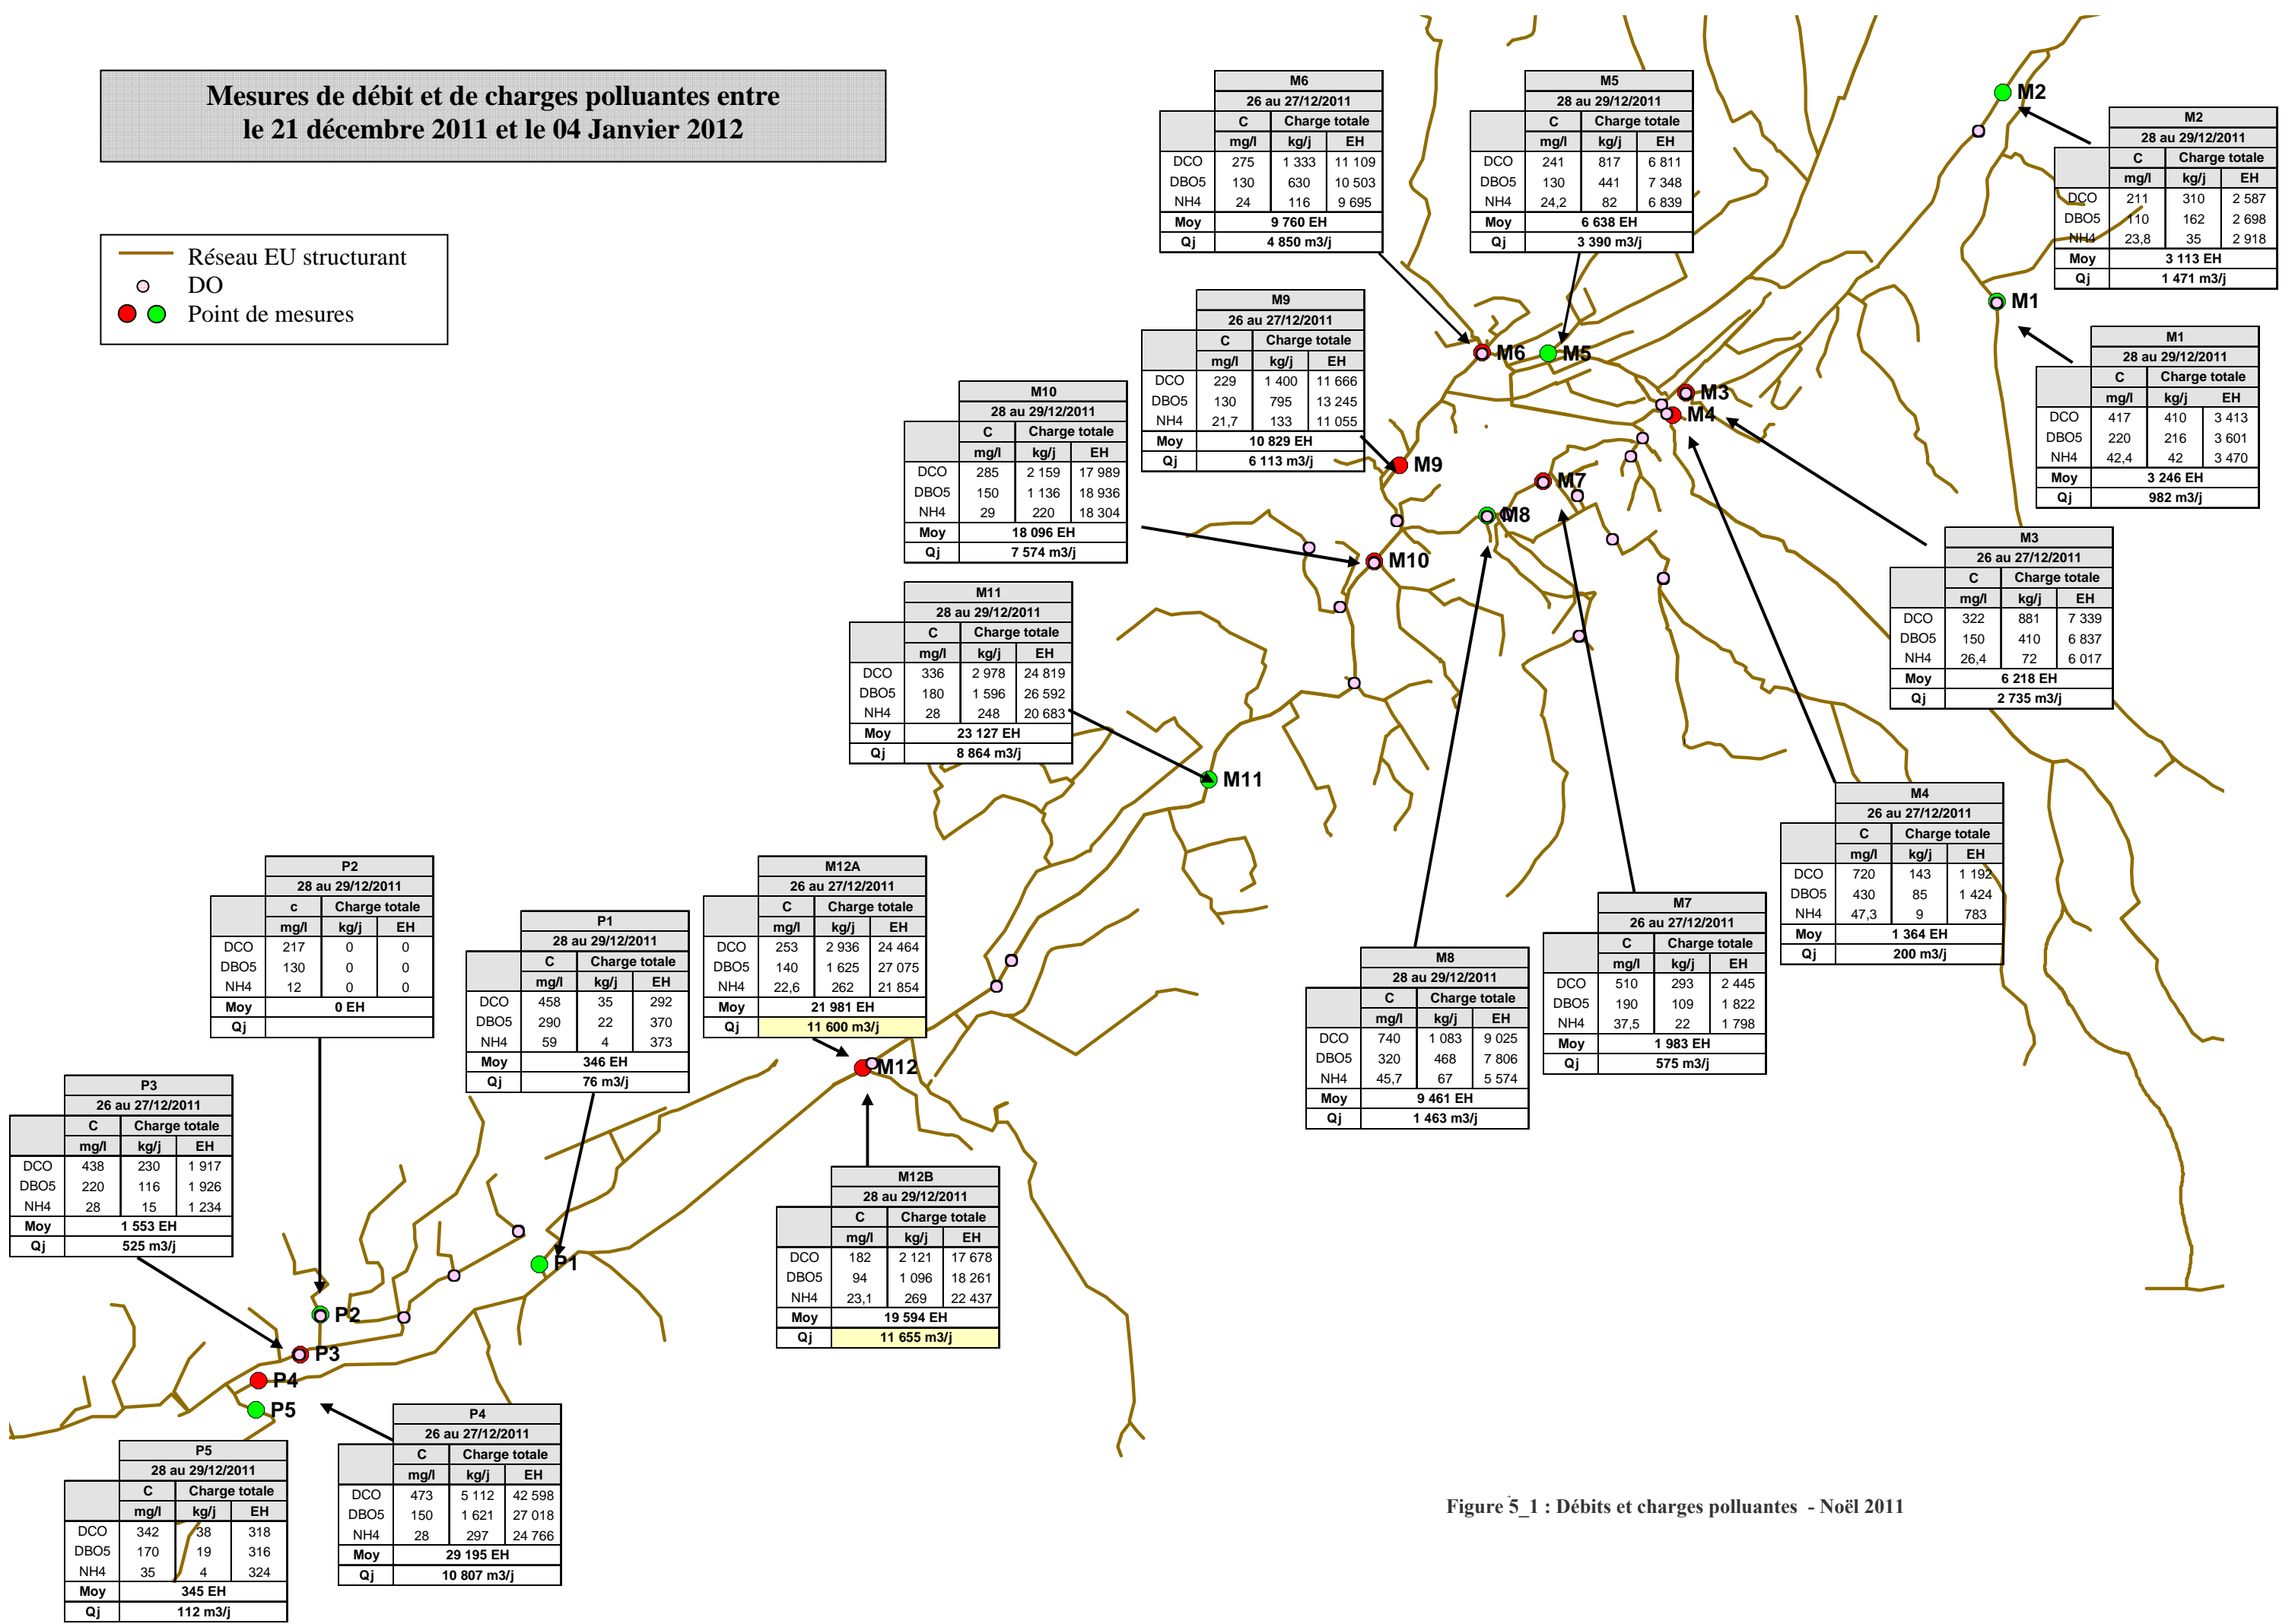 Mesures de débit et de charges polluantes entre
le 21 décembre 2011 et le 04 Janvier 2012
Réseau EU structurant
DO
Point de mesures
M6
26 au 27/12/2011
C Charge totale
mg/l kg/j EH
DCO 275 1 333 11 109
DBO5 130 630 10 503
NH4 24 116 9 695
Moy 9 760 EH
Qj 4 850 m3/j
M5
28 au 29/12/2011
C Charge totale
mg/l kg/j EH
DCO 241 817 6 811
DBO5 130 441 7 348
NH4 24,2 82 6 839
Moy 6 638 EH
Qj 3 390 m3/j
M2
M2
28 au 29/12/2011
C Charge totale
mg/l kg/j EH
DCO 211 310 2 587
DBO5 110 162 2 698
NH4 23,8 35 2 918
Moy 3 113 EH
Qj 1 471 m3/j
M9
26 au 27/12/2011
C Charge totale
mg/l kg/j EH
DCO 229 1 400 11 666
DBO5 130 795 13 245
NH4 21,7 133 11 055
Moy 10 829 EH
Qj 6 113 m3/j
M1
M1
28 au 29/12/2011
C Charge totale
mg/l kg/j EH
DCO 417 410 3 413
DBO5 220 216 3 601
NH4 42,4 42 3 470
Moy 3 246 EH
Qj 982 m3/j
M6
M5
M3
M4
M9
M7
M8
M10
M10
28 au 29/12/2011
C Charge totale
mg/l kg/j EH
DCO 285 2 159 17 989
DBO5 150 1 136 18 936
NH4 29 220 18 304
Moy 18 096 EH
Qj 7 574 m3/j
M3
26 au 27/12/2011
C Charge totale
mg/l kg/j EH
DCO 322 881 7 339
DBO5 150 410 6 837
NH4 26,4 72 6 017
Moy 6 218 EH
Qj 2 735 m3/j
M11
28 au 29/12/2011
C Charge totale
mg/l kg/j EH
DCO 336 2 978 24 819
DBO5 180 1 596 26 592
NH4 28 248 20 683
Moy 23 127 EH
Qj 8 864 m3/j
M11
M4
26 au 27/12/2011
C Charge totale
mg/l kg/j EH
DCO 720 143 1 192
DBO5 430 85 1 424
NH4 47,3 9 783
Moy 1 364 EH
Qj 200 m3/j
P2
28 au 29/12/2011
c Charge totale
mg/l kg/j EH
DCO 217 0 0
DBO5 130 0 0
NH4 12 0 0
Moy 0 EH
Qj
M12A
26 au 27/12/2011
C Charge totale
mg/l kg/j EH
DCO 253 2 936 24 464
DBO5 140 1 625 27 075
NH4 22,6 262 21 854
Moy 21 981 EH
Qj 11 600 m3/j
P1
28 au 29/12/2011
C Charge totale
mg/l kg/j EH
DCO 458 35 292
DBO5 290 22 370
NH4 59 4 373
Moy 346 EH
Qj 76 m3/j
M7
26 au 27/12/2011
C Charge totale
mg/l kg/j EH
DCO 510 293 2 445
DBO5 190 109 1 822
NH4 37,5 22 1 798
Moy 1 983 EH
Qj 575 m3/j
M8
28 au 29/12/2011
C Charge totale
mg/l kg/j EH
DCO 740 1 083 9 025
DBO5 320 468 7 806
NH4 45,7 67 5 574
Moy 9 461 EH
Qj 1 463 m3/j
M12
P3
26 au 27/12/2011
C Charge totale
mg/l kg/j EH
DCO 438 230 1 917
DBO5 220 116 1 926
NH4 28 15 1 234
Moy 1 553 EH
Qj 525 m3/j
M12B
28 au 29/12/2011
C Charge totale
mg/l kg/j EH
DCO 182 2 121 17 678
DBO5 94 1 096 18 261
NH4 23,1 269 22 437
Moy 19 594 EH
Qj 11 655 m3/j
P1
P2
P3
P4
P5
P4
26 au 27/12/2011
C Charge totale
mg/l kg/j EH
DCO 473 5 112 42 598
DBO5 150 1 621 27 018
NH4 28 297 24 766
Moy 29 195 EH
Qj 10 807 m3/j
P5
28 au 29/12/2011
C Charge totale
mg/l kg/j EH
DCO 342 38 318
DBO5 170 19 316
NH4 35 4 324
Moy 345 EH
Qj 112 m3/j
Figure 5_1 : Débits et charges polluantes - Noël 2011